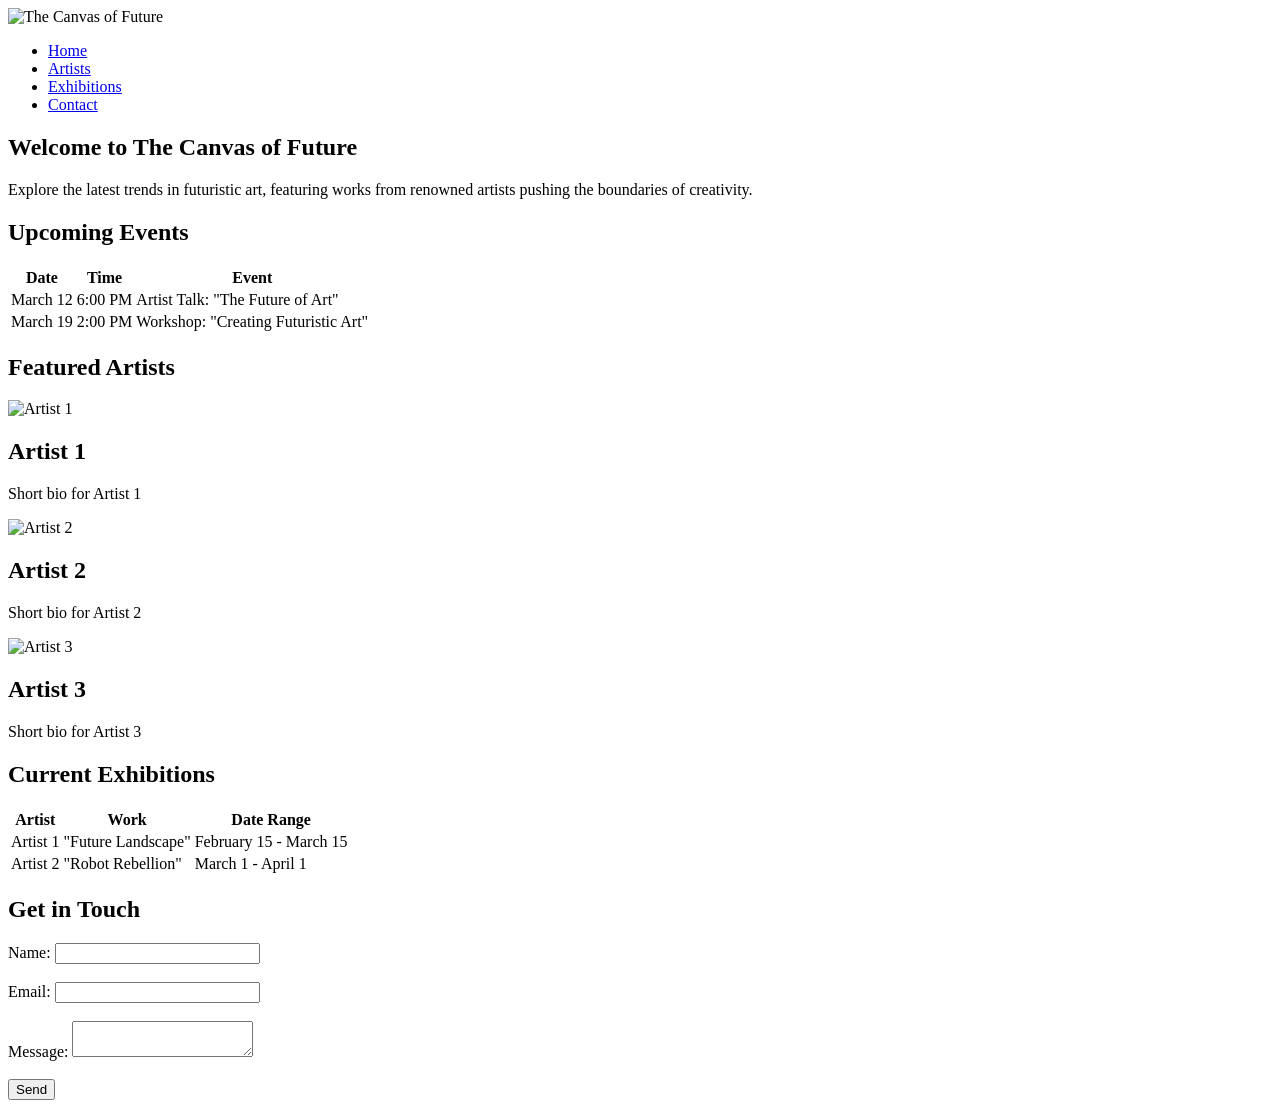 The Canvas of Future
Home
Artists
Exhibitions
Contact
Welcome to The Canvas of Future
Explore the latest trends in futuristic art, featuring works from renowned artists pushing the boundaries of creativity.
Upcoming Events
Date Time Event
March 12 6:00 PM Artist Talk: "The Future of Art"
March 19 2:00 PM Workshop: "Creating Futuristic Art"
Featured Artists
Artist 1
Artist 1
Short bio for Artist 1
Artist 2
Artist 2
Short bio for Artist 2
Artist 3
Artist 3
Short bio for Artist 3
Current Exhibitions
Artist Work Date Range
Artist 1 "Future Landscape" February 15 - March 15
Artist 2 "Robot Rebellion" March 1 - April 1
Get in Touch
Name:
Email:
Message:
Send